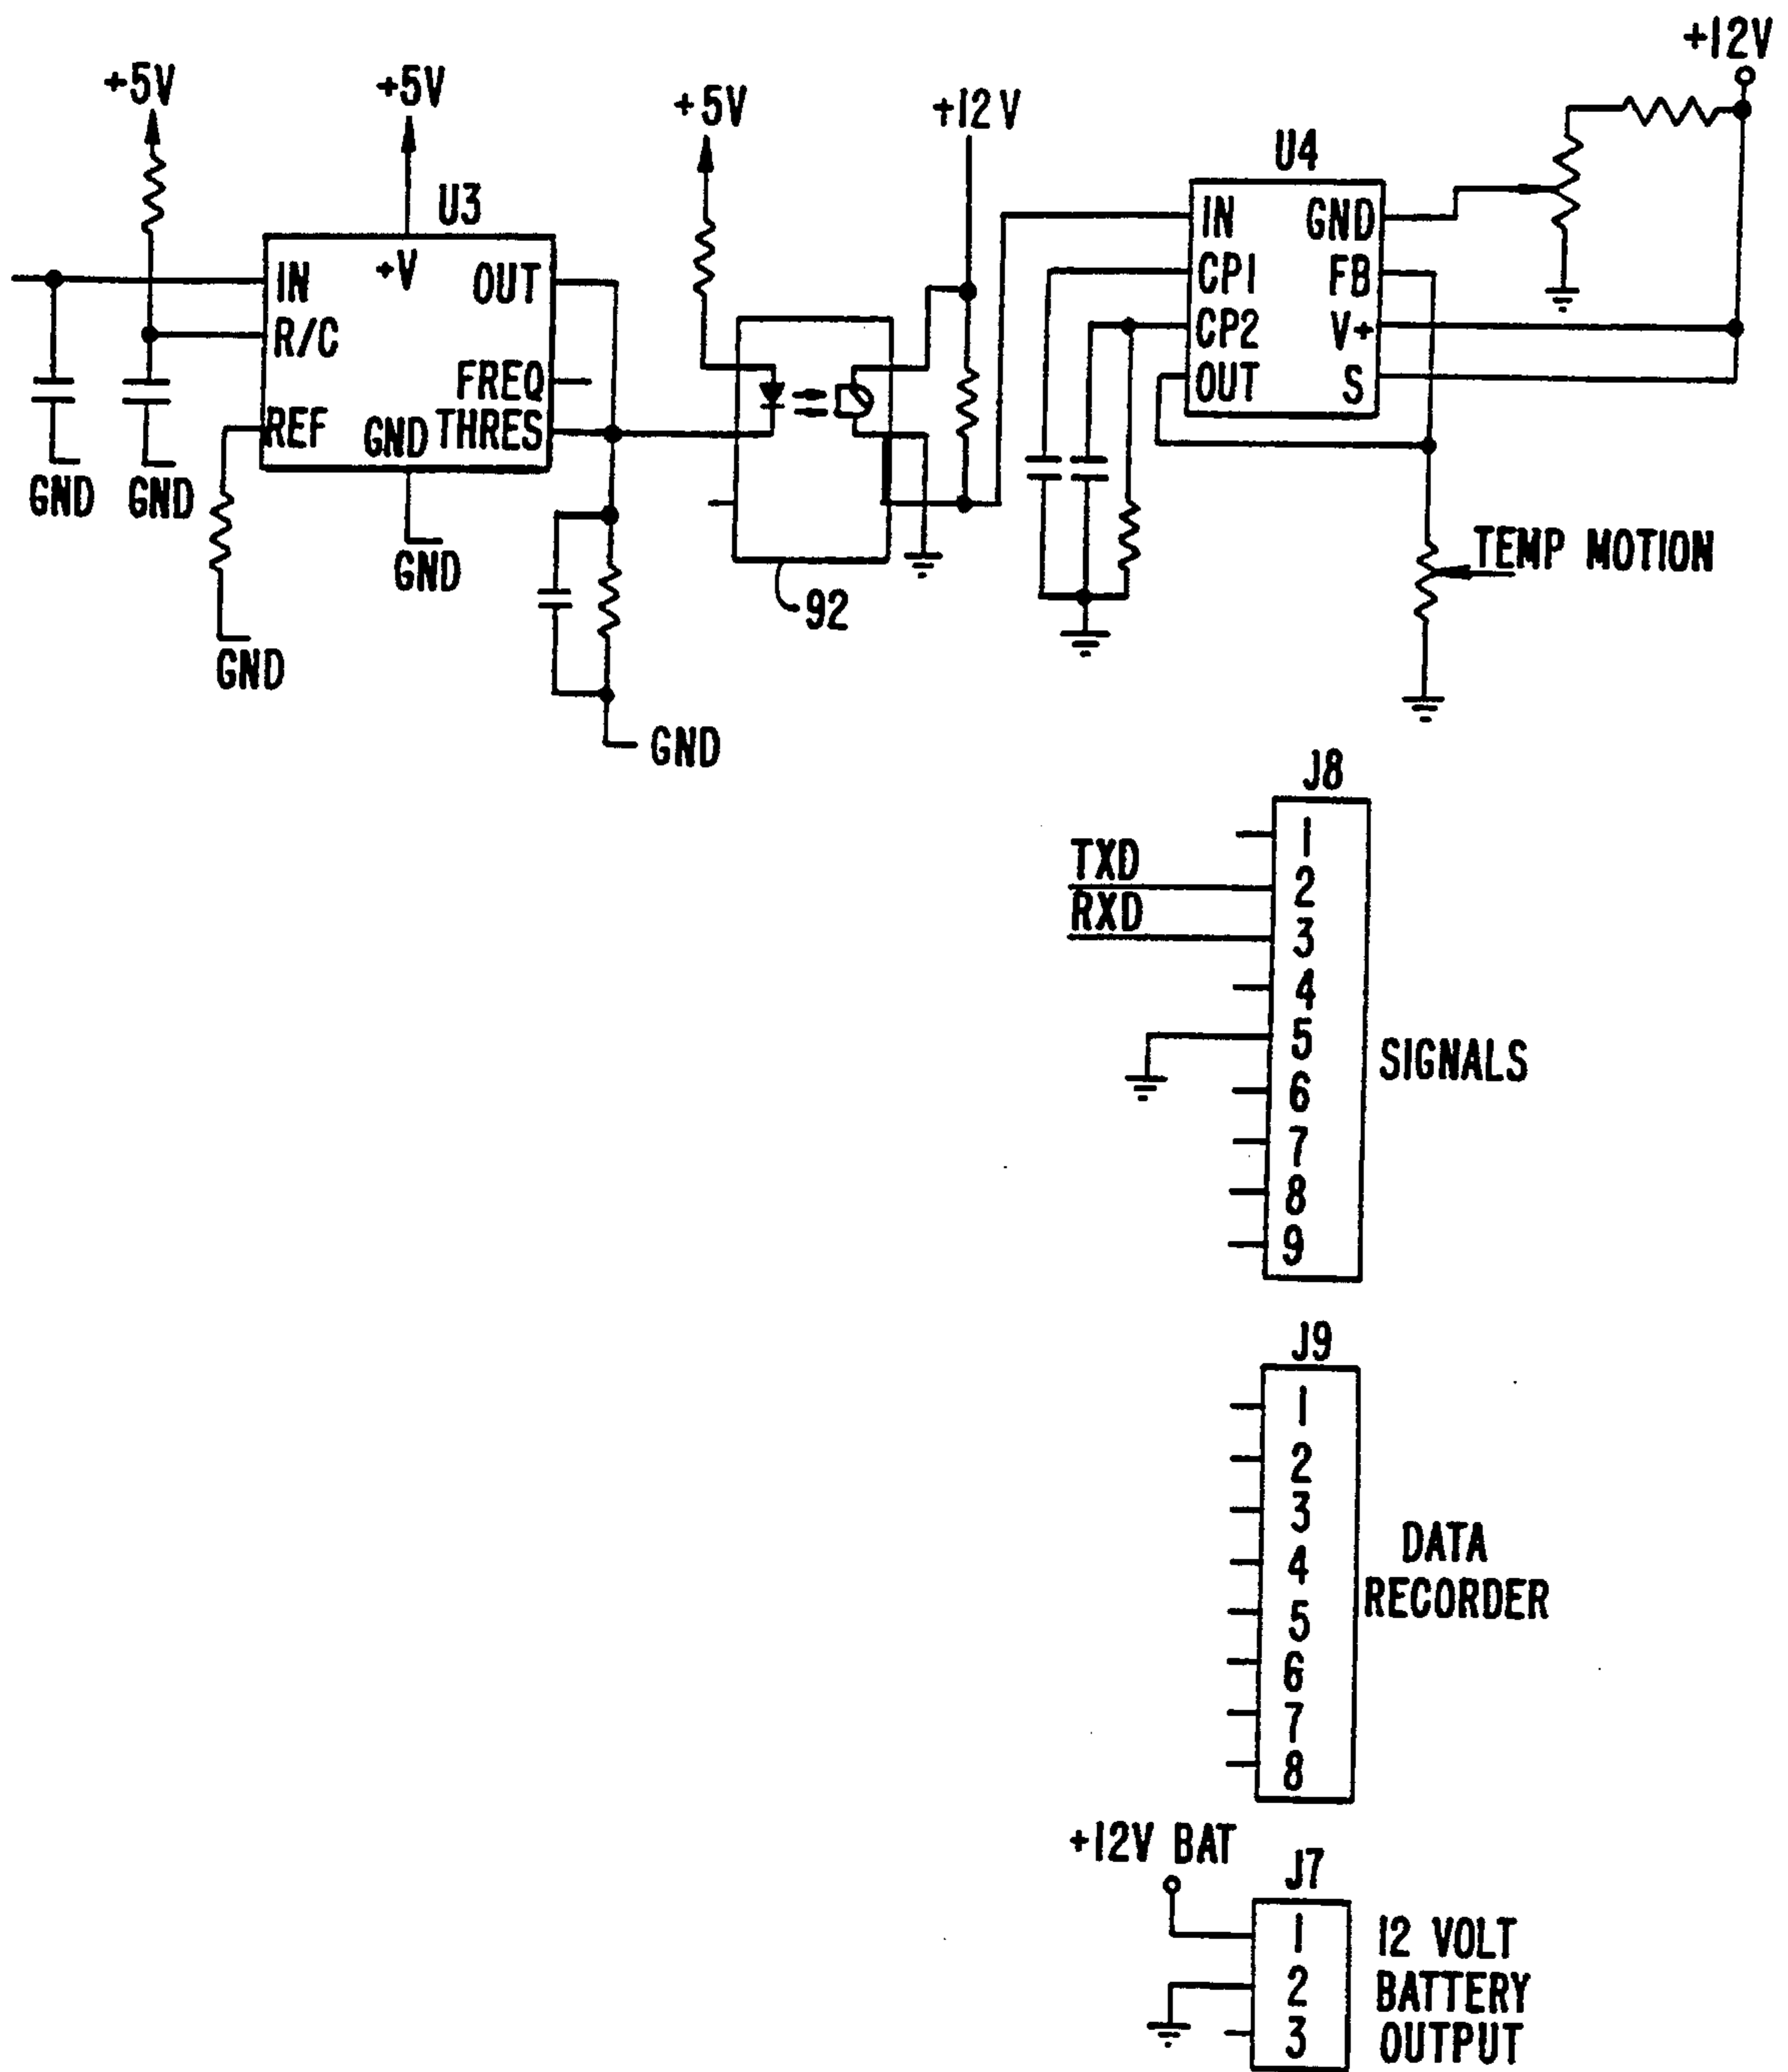 +12V
+5V
+5V
+5V
+12V
U3
U4
IN
+V
OUT
R/C
FREQ
REF
GND
THRES
GND
GND
GND
GND
GND
92
IN
GND
CP1
FB
CP2
V+
OUT
S
TEMP MOTION
J8
1
TXD
2
RXD
3
4
5
SIGNALS
6
7
8
9
J9
1
2
3
4
5
6
7
8
DATA
RECORDER
+12V BAT
J7
1
2
3
12 VOLT
BATTERY
OUTPUT